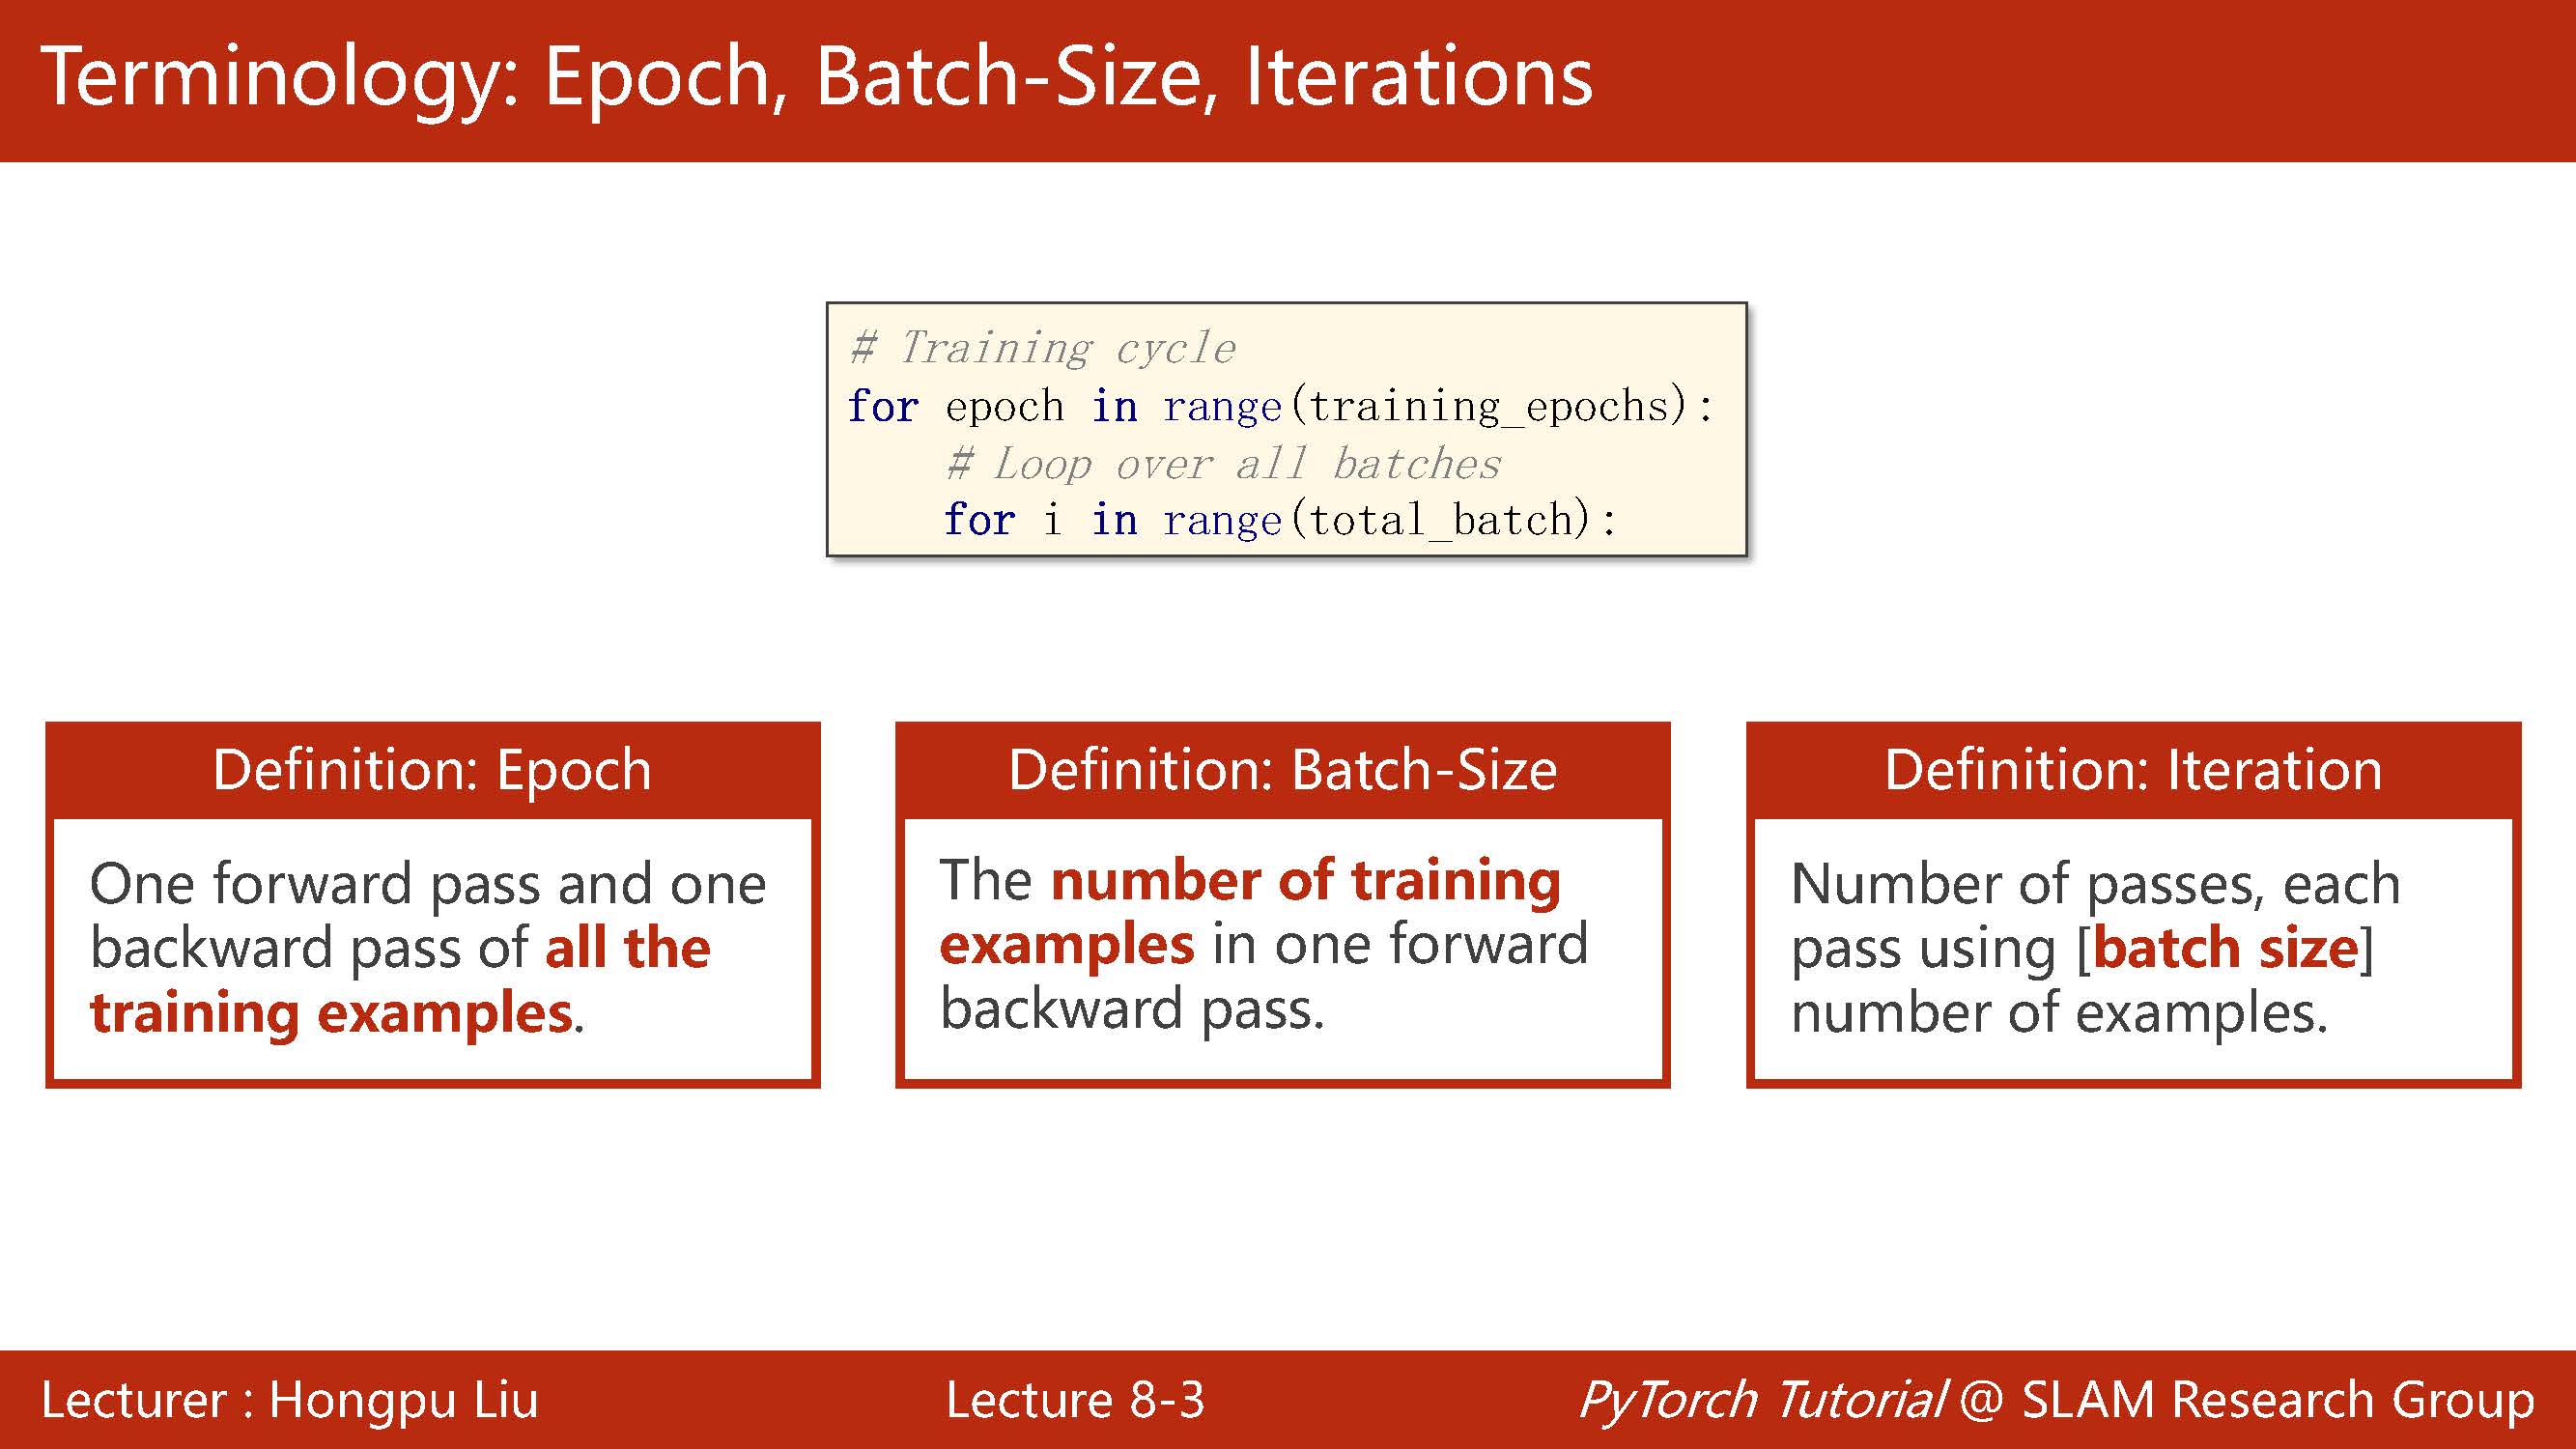 Terminology: Epoch, Batch-Size, Iterations
# Training cycle
for epoch in range(training_epochs):
    # Loop over all batches
    for i in range(total_batch):
Definition: Epoch
One forward pass and one
backward pass of all the
training examples.
Definition: Batch-Size
The number of training
examples in one forward
backward pass.
Definition: Iteration
Number of passes, each
pass using [batch size]
number of examples.
Lecturer : Hongpu Liu
Lecture 8-3
PyTorch Tutorial @ SLAM Research Group